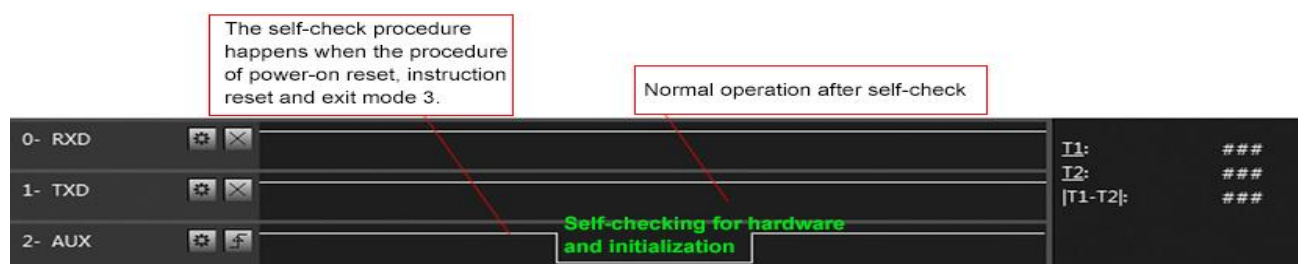 The self-check procedure
happens when the procedure
of power-on reset, instruction
reset and exit mode 3.
Normal operation after self-check
0- RXD
1- TXD
2- AUX
Self-checking for hardware
and initialization
T1: ###
T2: ###
|T1-T2|: ###